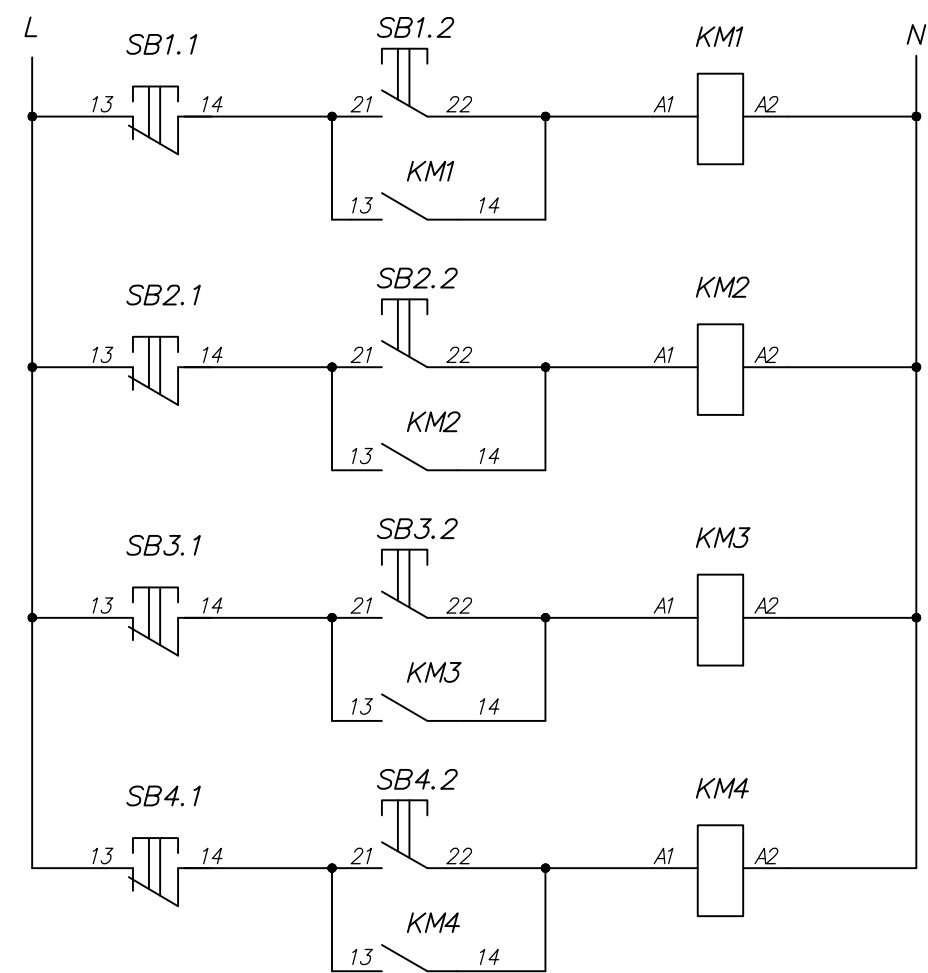 L SB1.1 SB1.2 KM1 N
13 14 21 22 A1 A2
KM1
13 14
SB2.1 SB2.2 KM2
13 14 21 22 A1 A2
KM2
13 14
SB3.1 SB3.2 KM3
13 14 21 22 A1 A2
KM3
13 14
SB4.1 SB4.2 KM4
13 14 21 22 A1 A2
KM4
13 14